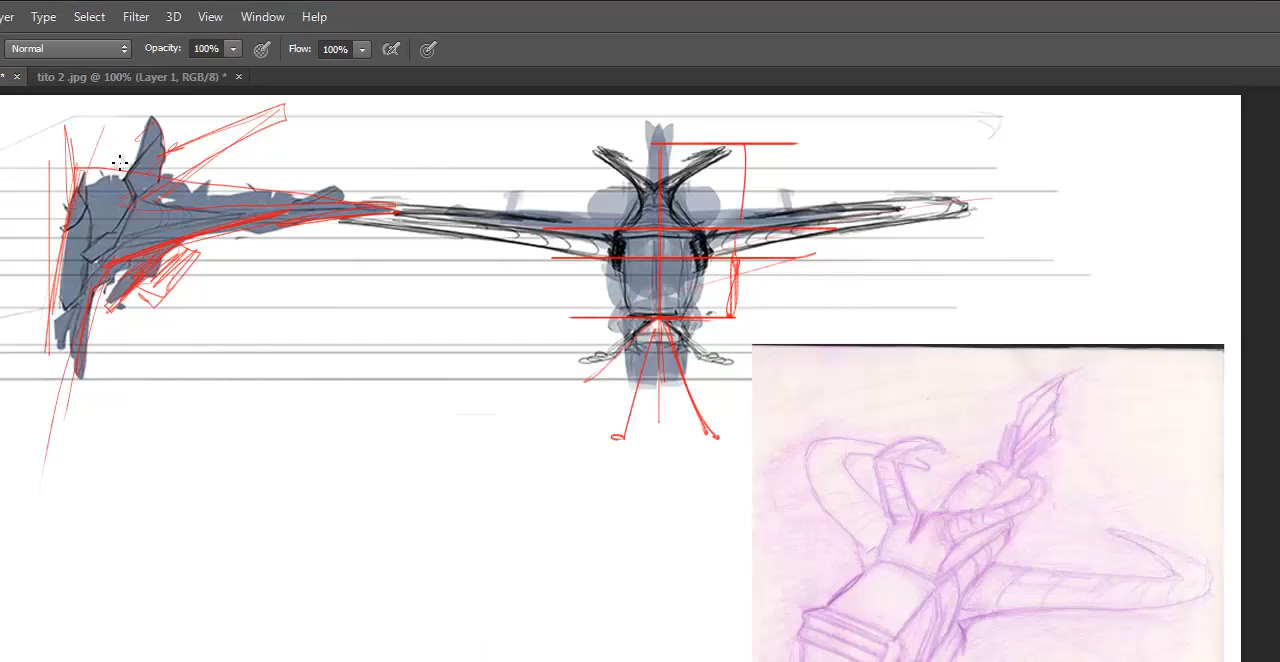 yer Type Select Filter 3D View Window Help
Normal Opacity: 100% Flow: 100%
* × tito 2 .jpg @ 100% (Layer 1, RGB/8) * ×